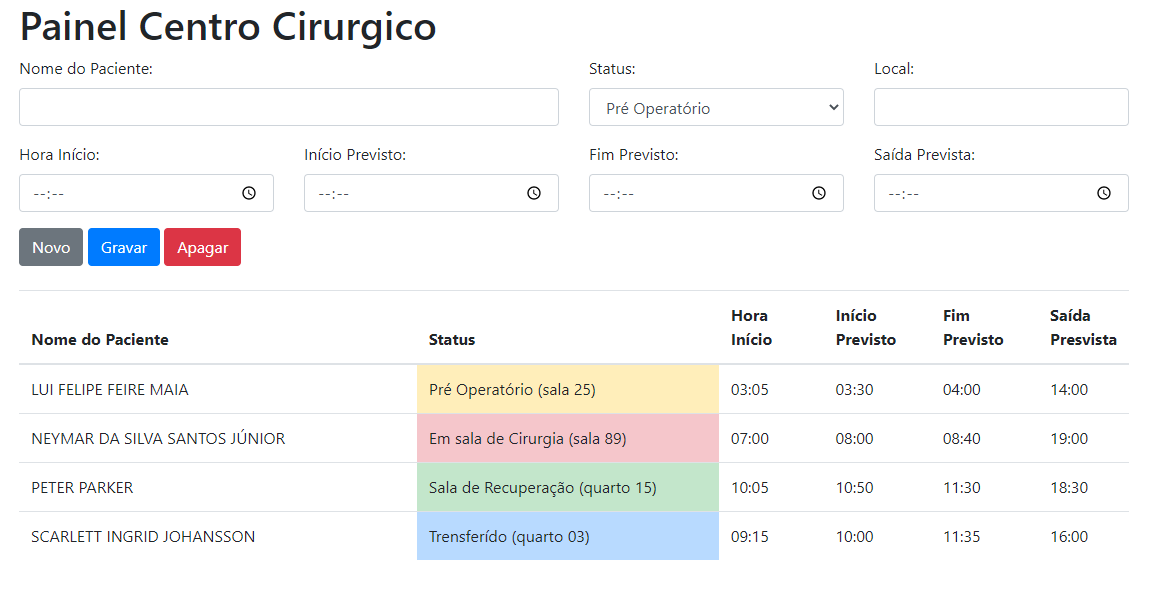 Painel Centro Cirurgico
Nome do Paciente: Status: Local:
Pré Operatório
Hora Início: Início Previsto: Fim Previsto: Saída Prevista:
--:-- --:-- --:-- --:--
Novo Gravar Apagar
Nome do Paciente Status Hora Início Início Previsto Fim Previsto Saída Presvista
LUI FELIPE FEIRE MAIA Pré Operatório (sala 25) 03:05 03:30 04:00 14:00
NEYMAR DA SILVA SANTOS JÚNIOR Em sala de Cirurgia (sala 89) 07:00 08:00 08:40 19:00
PETER PARKER Sala de Recuperação (quarto 15) 10:05 10:50 11:30 18:30
SCARLETT INGRID JOHANSSON Trensferído (quarto 03) 09:15 10:00 11:35 16:00